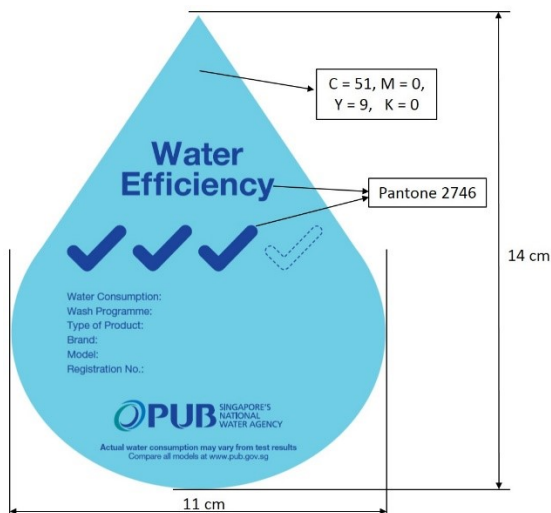 C = 51, M = 0,
Y = 9, K = 0
Water
Efficiency
Pantone 2746
14 cm
Water Consumption:
Wash Programme:
Type of Product:
Brand:
Model:
Registration No.:
PUB SINGAPORE'S
NATIONAL
WATER AGENCY
Actual water consumption may vary from test results
Compare all models at www.pub.gov.sg
11 cm